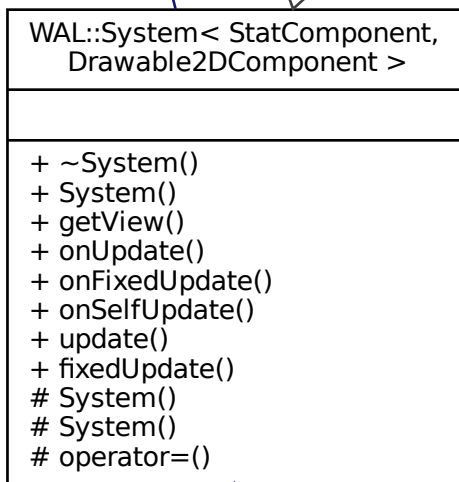 WAL::System< StatComponent,
Drawable2DComponent >
+ ~System()
+ System()
+ getView()
+ onUpdate()
+ onFixedUpdate()
+ onSelfUpdate()
+ update()
+ fixedUpdate()
# System()
# System()
# operator=()